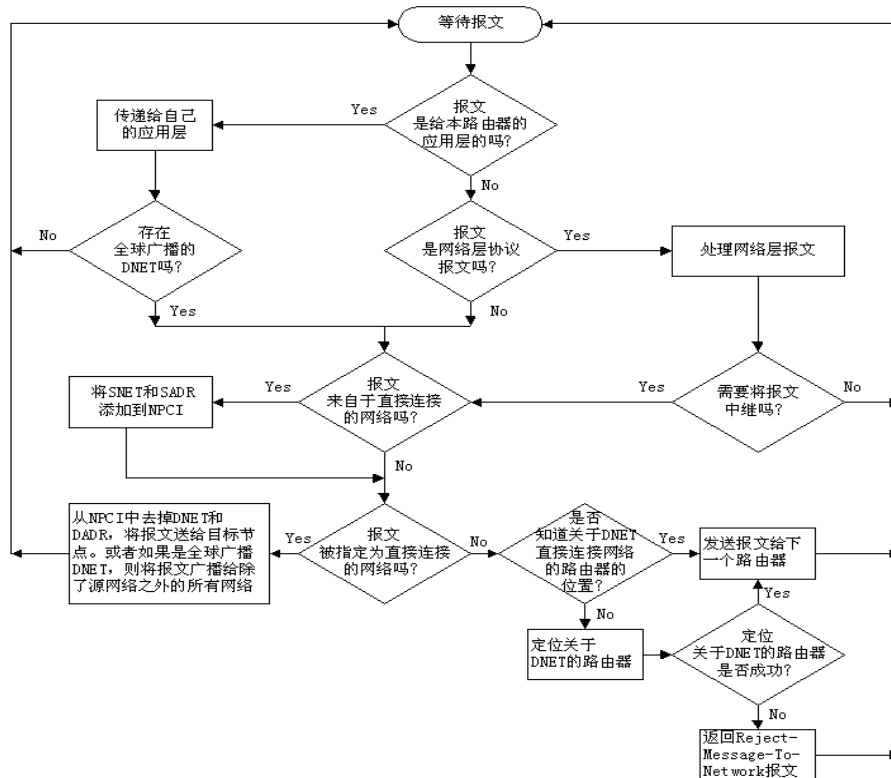 等待报文
报文
是给本路由器的
应用层的吗?
Yes
传递给自己
的应用层
No
存在
全球广播的
DNET吗?
No
Yes
报文
是网络层协议
报文吗?
Yes
No
处理网络层报文
报文
来自于直接连接
的网络吗?
Yes
No
将SNET和SADR
添加到NPCI
需要将报文
中继吗?
Yes
No
从NPCI中去掉DNET和
DADR，将报文送给目标节
点。或者如果是全球广播
DNET，则将报文广播给除
了源网络之外的所有网络
Yes
报文
被指定为直接连接
的网络吗?
No
是否
知道关于DNET
直接连接网络
的路由器的
位置?
Yes
No
发送报文给下
一个路由器
Yes
定位关于
DNET的路由器
定位
关于DNET的路由器
是否成功?
No
返回Reject-
Message-To-
Network报文